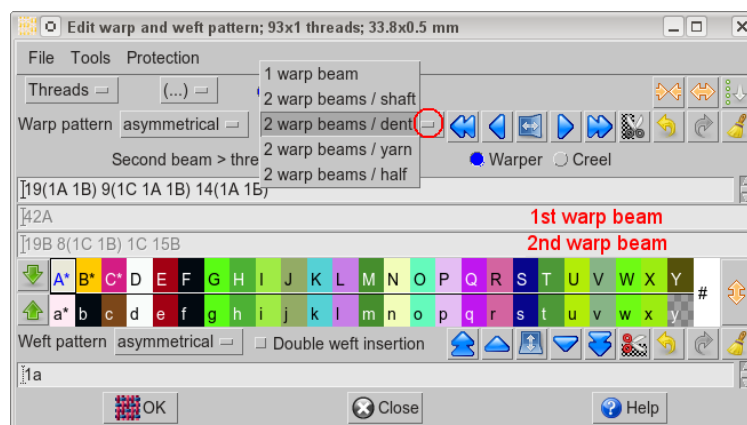 Edit warp and weft pattern; 93x1 threads; 33.8x0.5 mm
File Tools Protection
Threads (...)
1 warp beam
2 warp beams / shaft
Warp pattern asymmetrical 2 warp beams / dent
2 warp beams / yarn
Second beam > thre Warper Creel
2 warp beams / half
19(1A 1B) 9(1C 1A 1B) 14(1A 1B)
42A 1st warp beam
19B 8(1C 1B) 1C 15B 2nd warp beam
A* B* C* D E F G H I J K L M N O P Q R S T U V W X Y #
a* b c d e f g h i j k l m n o p q r s t u v w x y
Weft pattern asymmetrical Double weft insertion
1a
OK Close Help